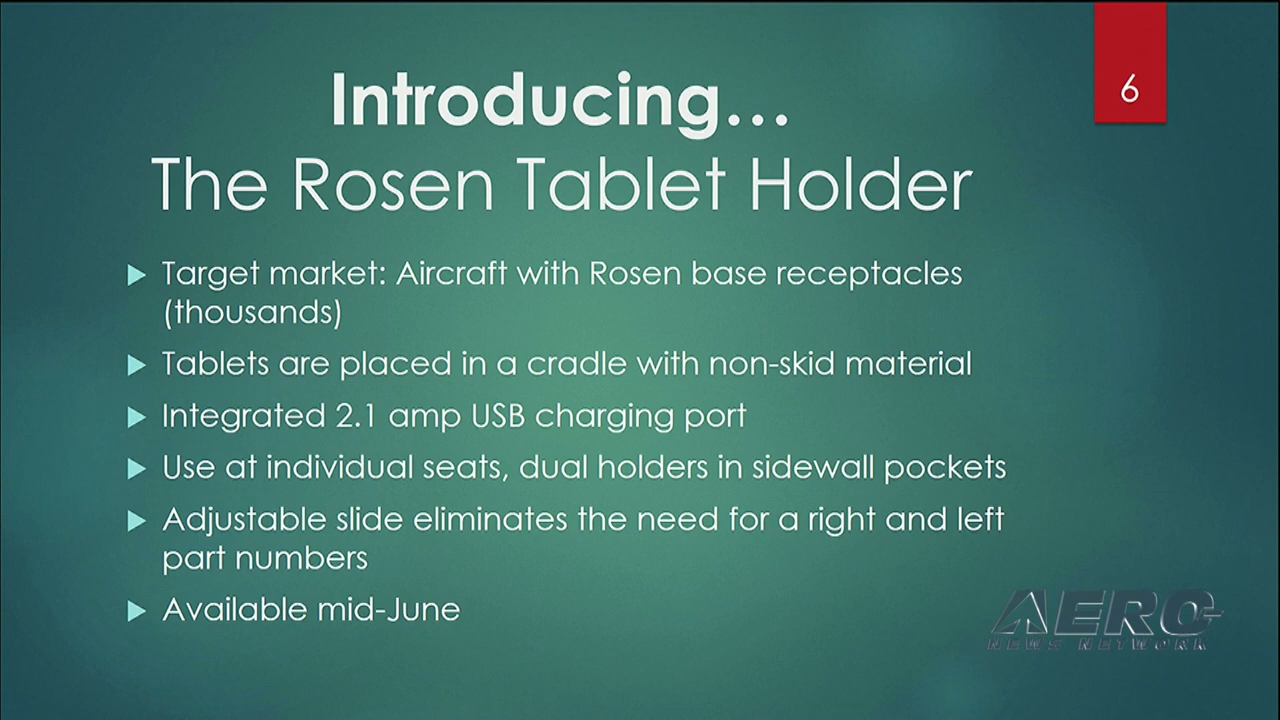 6
Introducing...
The Rosen Tablet Holder
Target market: Aircraft with Rosen base receptacles
(thousands)
Tablets are placed in a cradle with non-skid material
Integrated 2.1 amp USB charging port
Use at individual seats, dual holders in sidewall pockets
Adjustable slide eliminates the need for a right and left
part numbers
Available mid-June
AERO
NEWS NETWORK